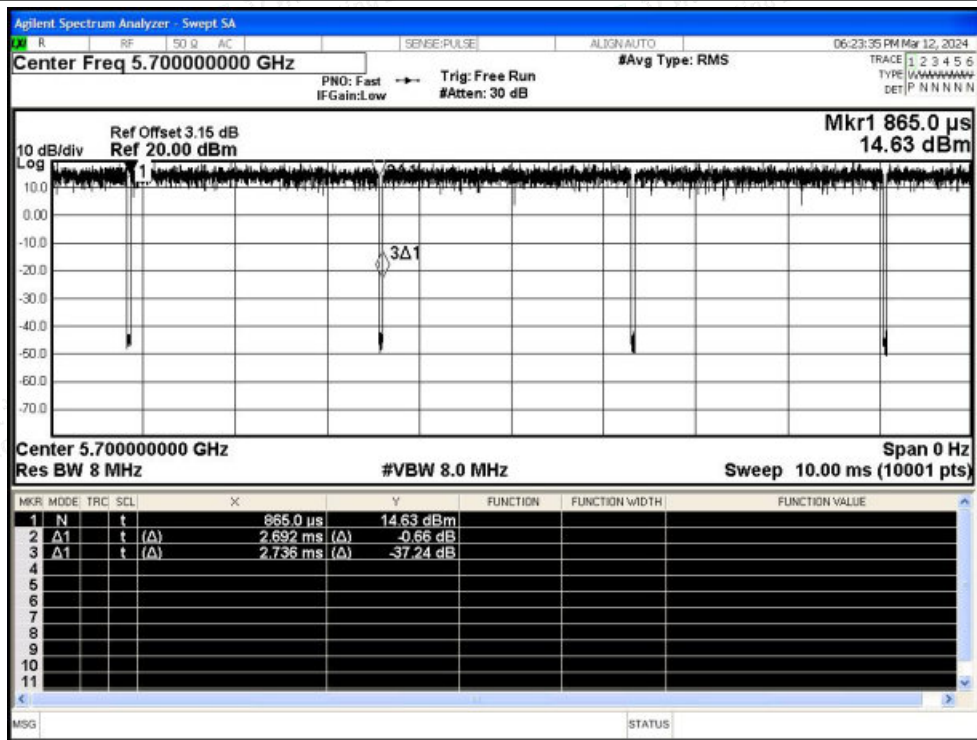 Agilent Spectrum Analyzer - Swept SA
LXI R RF 50 Ω AC SENSE:PULSE ALIGN AUTO 06:23:35 PM Mar 12, 2024
Center Freq 5.700000000 GHz
PNO: Fast
IFGain:Low
Trig: Free Run
#Atten: 30 dB
#Avg Type: RMS
TRACE 1 2 3 4 5 6
TYPE WWWWWW
DET P N N N N N
Mkr1 865.0 µs
14.63 dBm
Ref Offset 3.15 dB
10 dB/div Ref 20.00 dBm
Log
1
10.0
0.00
-10.0
3Δ1
-20.0
-30.0
-40.0
-50.0
-60.0
-70.0
Center 5.700000000 GHz Span 0 Hz
Res BW 8 MHz #VBW 8.0 MHz Sweep 10.00 ms (10001 pts)
MKR MODE TRC SCL X Y FUNCTION FUNCTION WIDTH FUNCTION VALUE
1 N t 865.0 µs 14.63 dBm
2 Δ1 t (Δ) 2.692 ms (Δ) -0.66 dB
3 Δ1 t (Δ) 2.736 ms (Δ) -37.24 dB
4
5
6
7
8
9
10
11
MSG STATUS